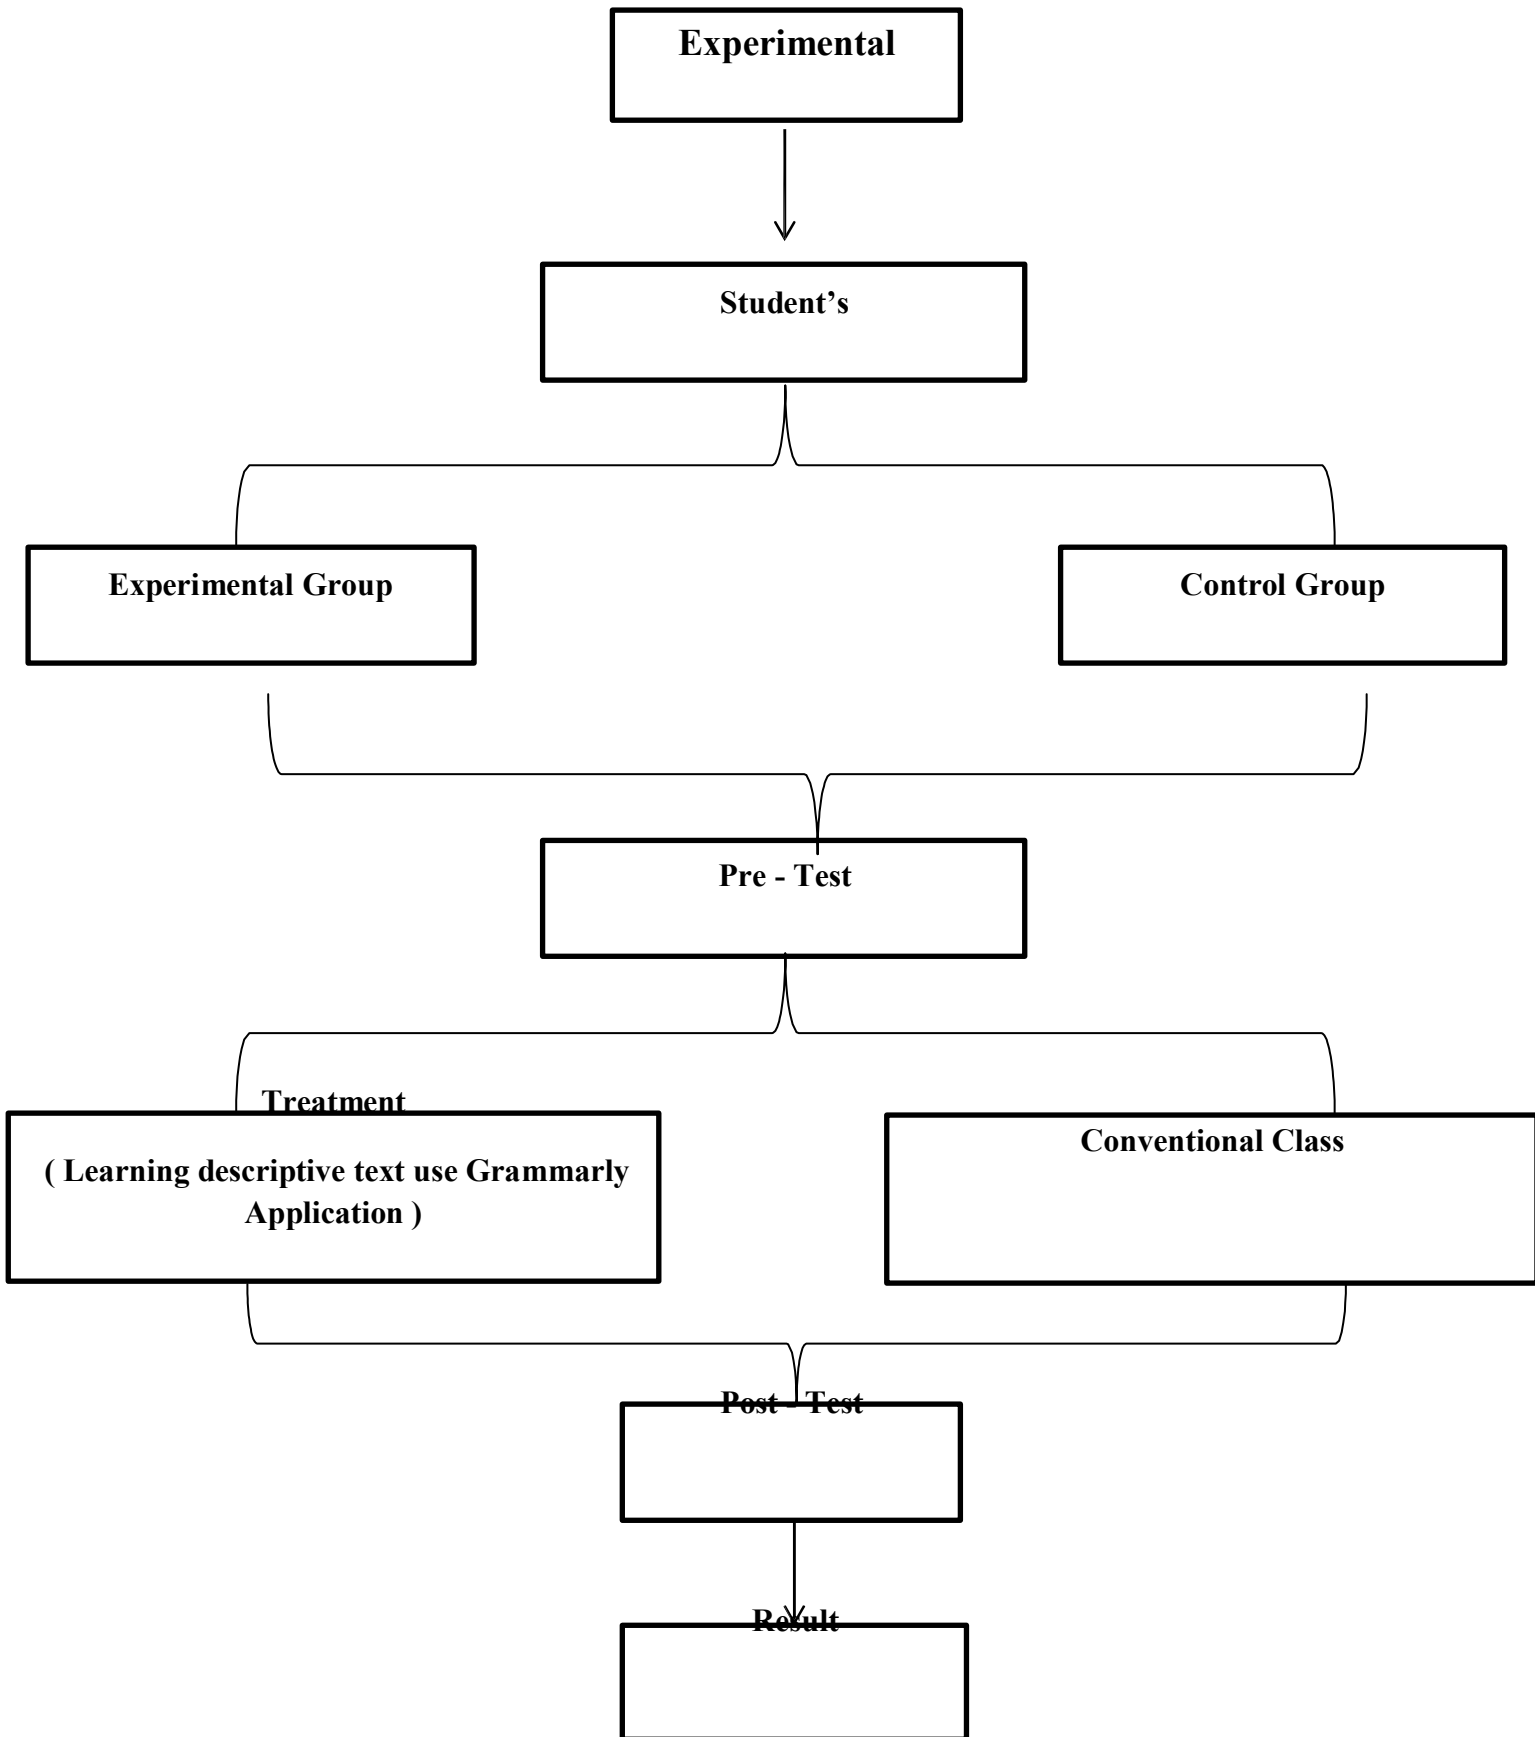 Experimental
Student’s
Experimental Group
Control Group
Pre - Test
Treatment
( Learning descriptive text use Grammarly
Application )
Conventional Class
Post - Test
Result